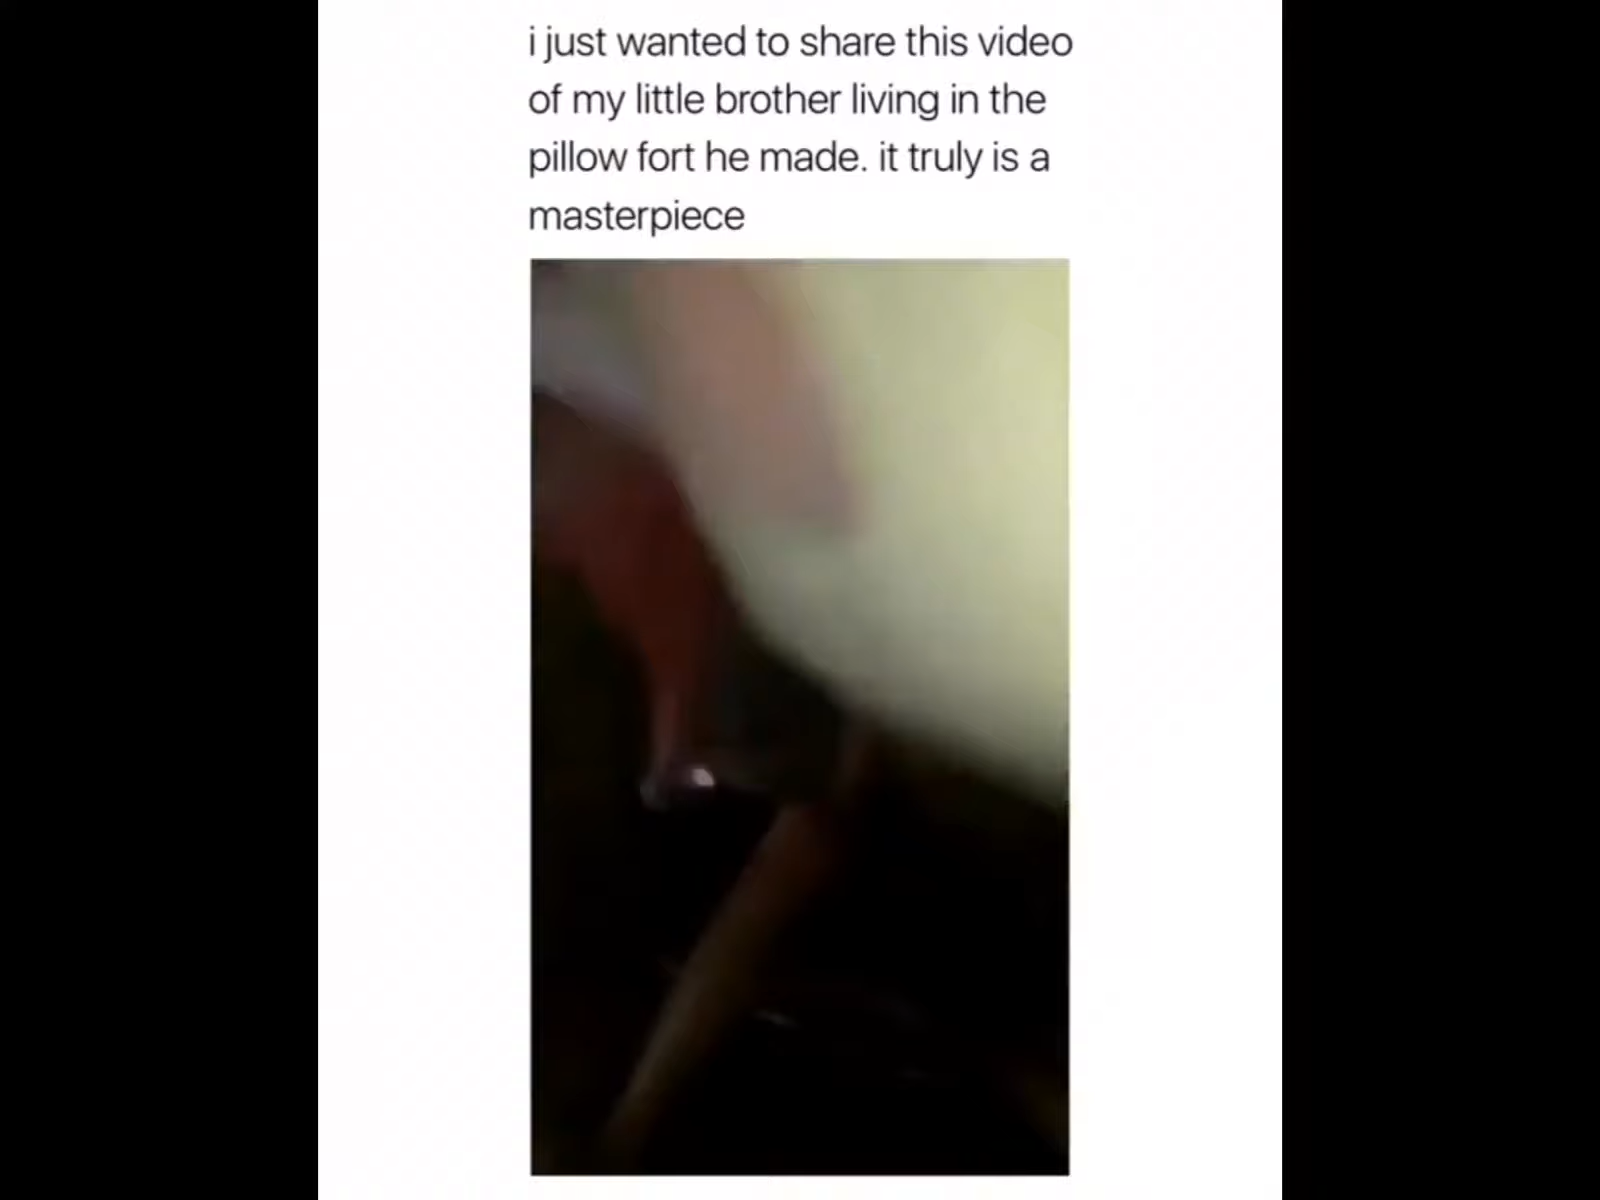 i just wanted to share this video
of my little brother living in the
pillow fort he made. it truly is a
masterpiece